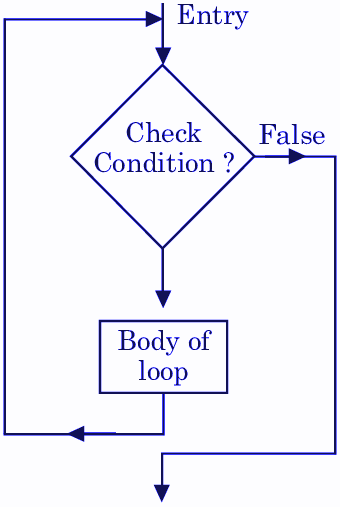 Entry
Check
Condition ?
False
Body of
loop